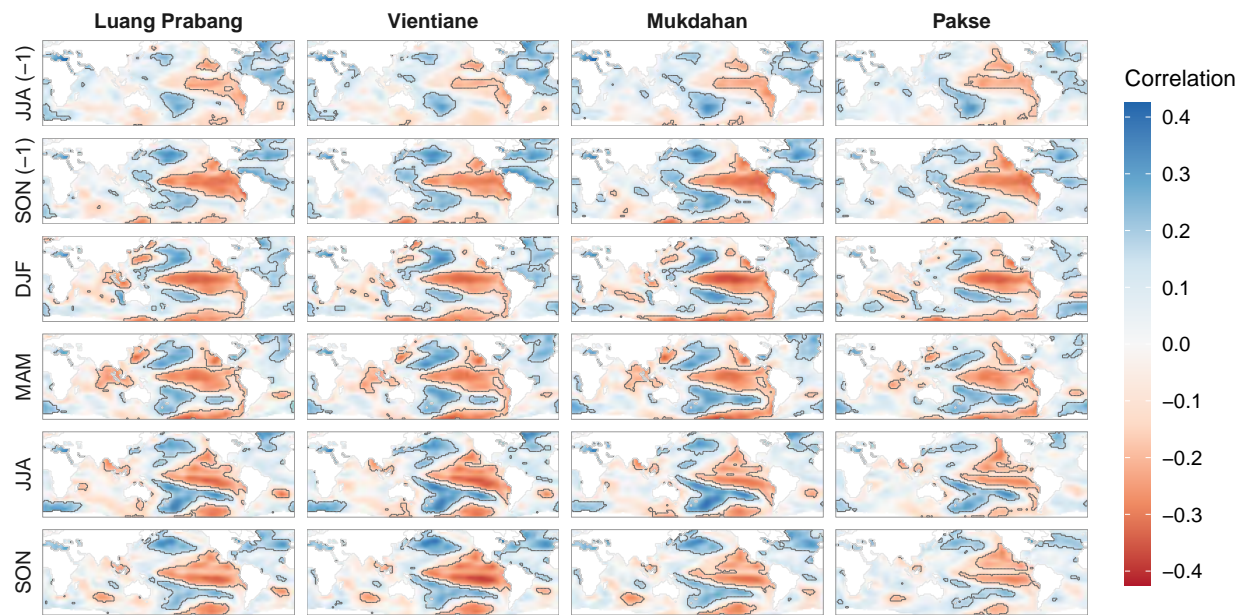 Luang Prabang Vientiane Mukdahan Pakse
JJA (−1)
SON (−1)
DJF
MAM
JJA
SON
Correlation
0.4
0.3
0.2
0.1
0.0
−0.1
−0.2
−0.3
−0.4